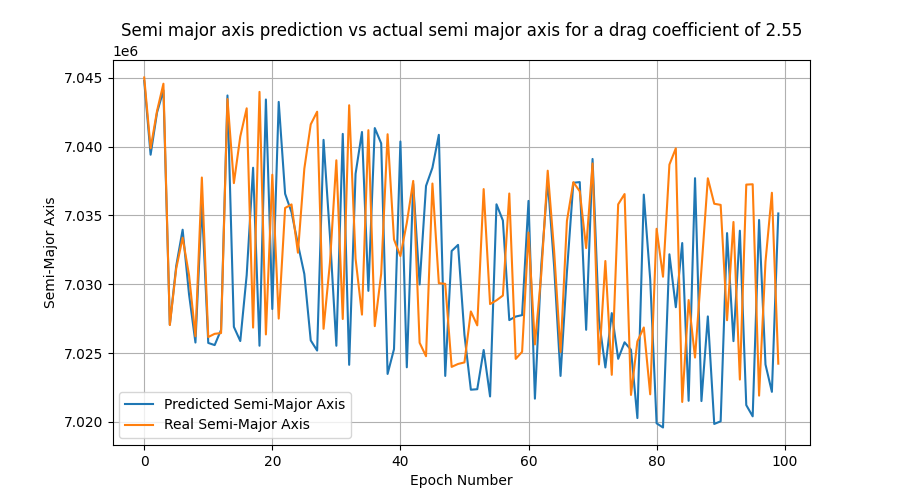 Semi major axis prediction vs actual semi major axis for a drag coefficient of 2.55
1e6
7.045
7.040
7.035
7.030
7.025
7.020
Semi-Major Axis
Predicted Semi-Major Axis
Real Semi-Major Axis
0 20 40 60 80 100
Epoch Number